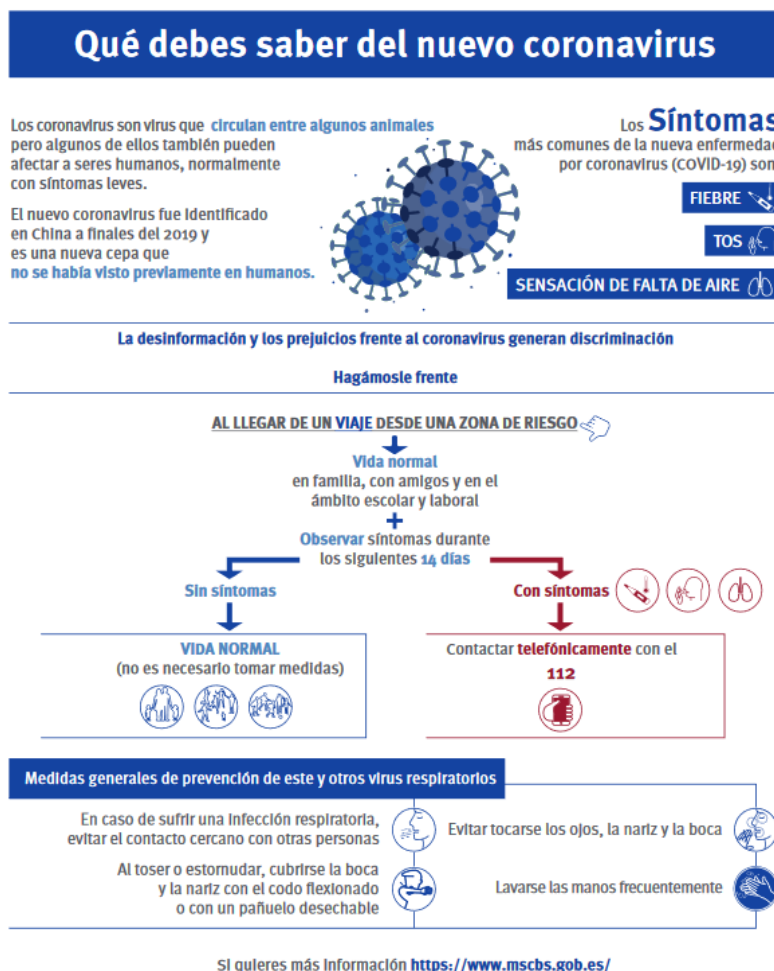 Qué debes saber del nuevo coronavirus
Los coronavirus son virus que circulan entre algunos animales
pero algunos de ellos también pueden
afectar a seres humanos, normalmente
con síntomas leves.
El nuevo coronavirus fue identificado
en China a finales del 2019 y
es una nueva cepa que
no se había visto previamente en humanos.
Los Síntomas
más comunes de la nueva enfermedad
por coronavirus (COVID-19) son
FIEBRE
TOS
SENSACIÓN DE FALTA DE AIRE
La desinformación y los prejuicios frente al coronavirus generan discriminación
Hagámosle frente
AL LLEGAR DE UN VIAJE DESDE UNA ZONA DE RIESGO
Vida normal
en familia, con amigos y en el
ámbito escolar y laboral
+
Observar síntomas durante
los siguientes 14 días
Sin síntomas
VIDA NORMAL
(no es necesario tomar medidas)
Con síntomas
Contactar telefónicamente con el
112
Medidas generales de prevención de este y otros virus respiratorios
En caso de sufrir una infección respiratoria,
evitar el contacto cercano con otras personas
Al toser o estornudar, cubrirse la boca
y la nariz con el codo flexionado
o con un pañuelo desechable
Evitar tocarse los ojos, la nariz y la boca
Lavarse las manos frecuentemente
Si quieres más información https://www.mscbs.gob.es/